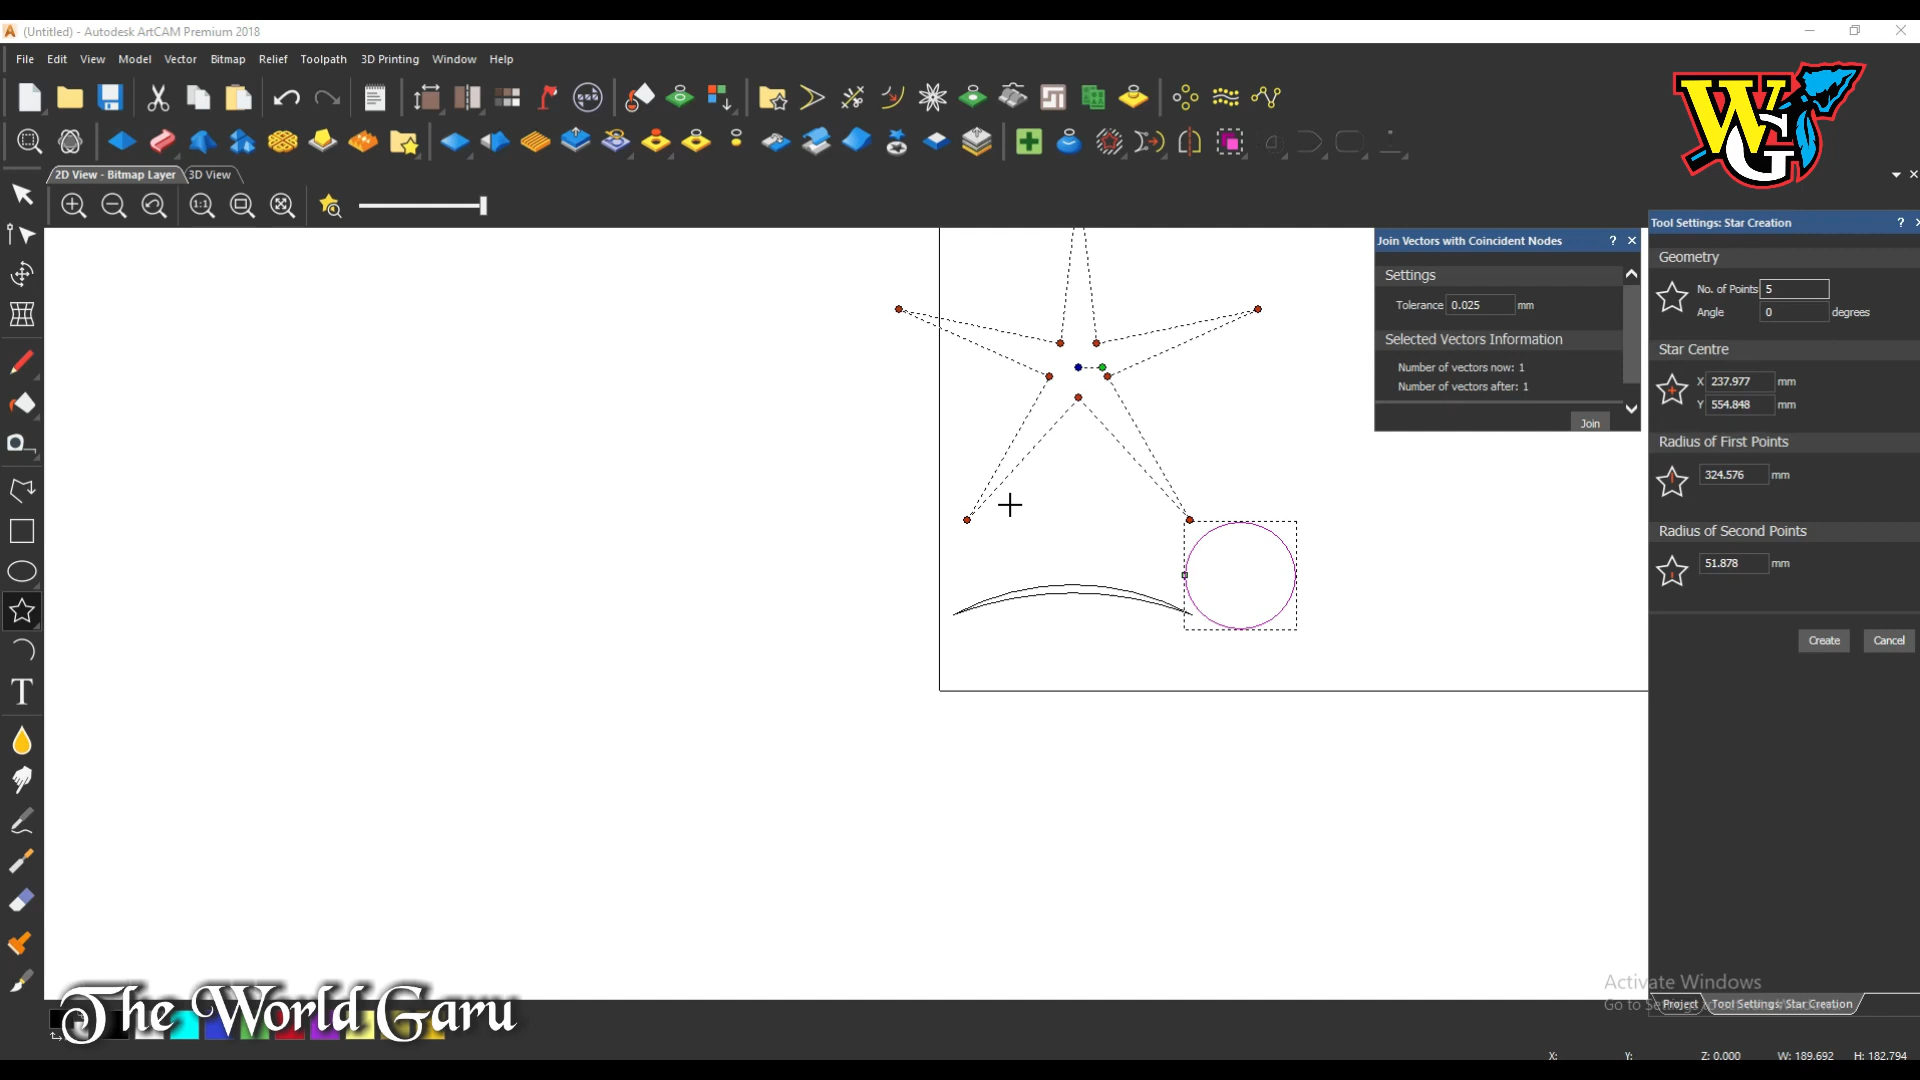 (Untitled) - Autodesk ArtCAM Premium 2018
File Edit View Model Vector Bitmap Relief Toolpath 3D Printing Window Help
WG
2D View - Bitmap Layer 3D View
1:1
Tool Settings: Star Creation ?
Join Vectors with Coincident Nodes ?
Geometry
Settings
No. of Points 5
Tolerance 0.025 mm
Angle 0 degrees
Selected Vectors Information
Star Centre
Number of vectors now: 1
X 237.977 mm
Number of vectors after: 1
Y 554.848 mm
Join
Radius of First Points
324.576 mm
Radius of Second Points
51.878 mm
Create Cancel
T
Activate Windows
Project Tool Settings: Star Creation
The World Garu
X: Y: Z: 0.000 W: 189.692 H: 182.794